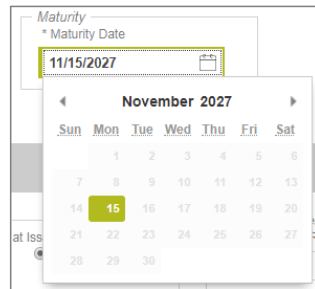 Maturity
* Maturity Date
11/15/2027
November 2027
Sun Mon Tue Wed Thu Fri Sat
1 2 3 4 5 6
7 8 9 10 11 12 13
14 15 16 17 18 19 20
21 22 23 24 25 26 27
28 29 30
at Iss